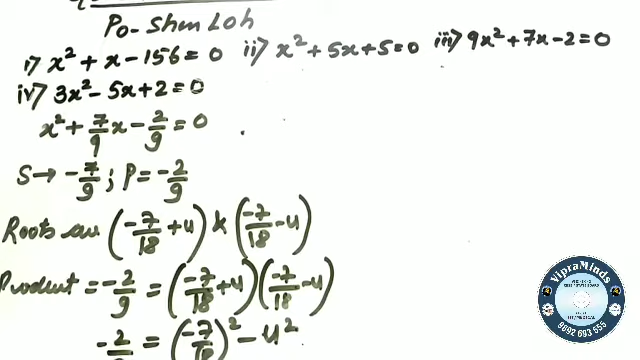 Po-Shen Loh
i) x² + x - 156 = 0 ii) x² + 5x + 5 = 0 iii) 9x² + 7x - 2 = 0
iv) 3x² - 5x + 2 = 0
x² + 7/9 x - 2/9 = 0
S → -7/9 ; P = -2/9
Roots are (-7/18 + u) & (-7/18 - u)
Product = -2/9 = (-7/18 + u)(-7/18 - u)
-2/9 = (-7/18)² - u²
VipraMinds
9692 693 655